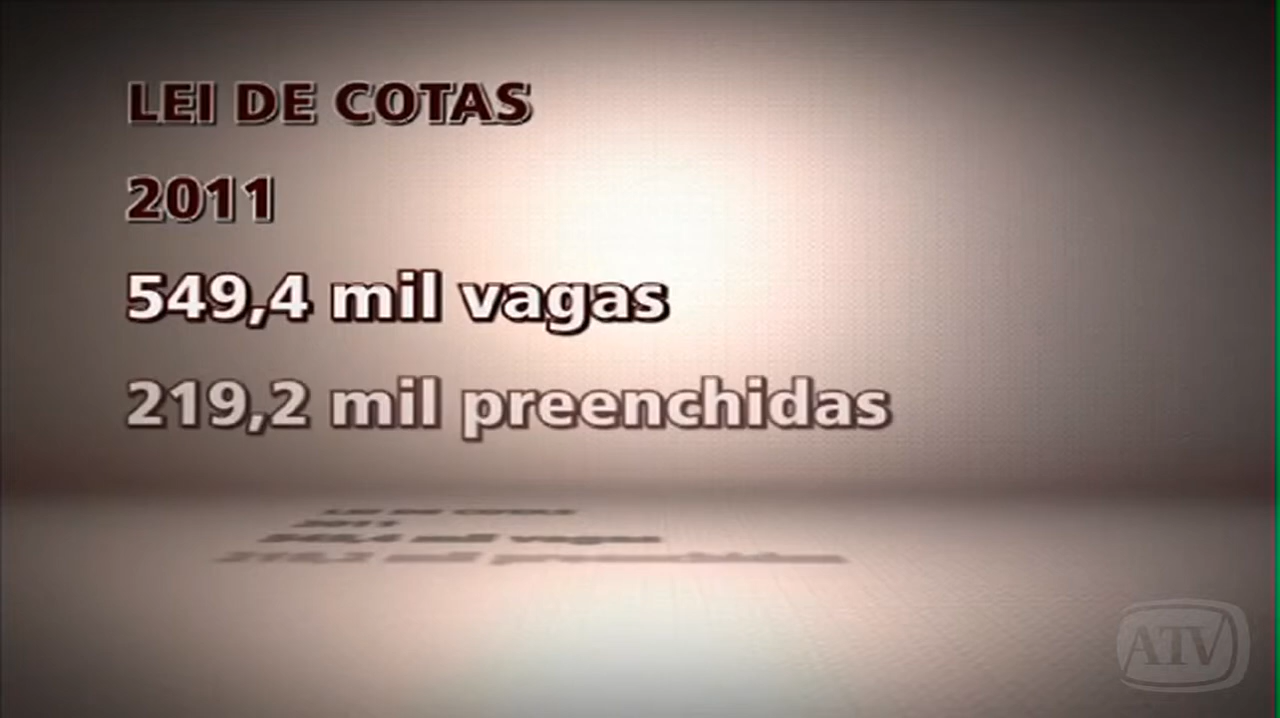 LEI DE COTAS
2011
549,4 mil vagas
219,2 mil preenchidas
ATV